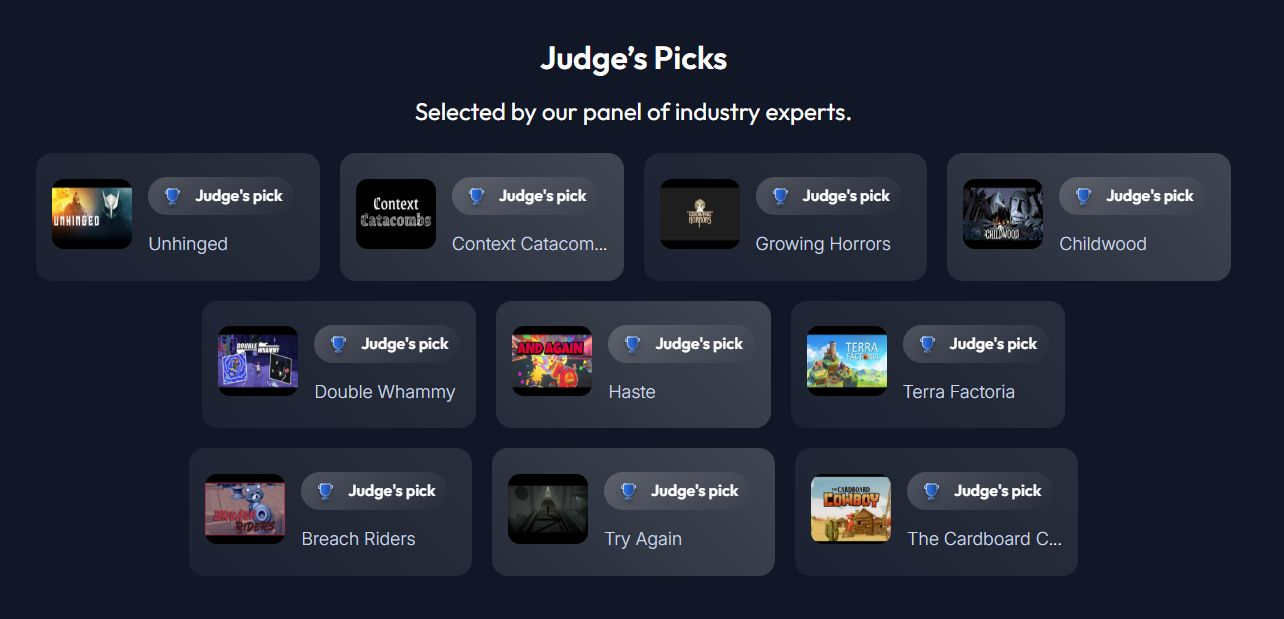 Judge’s Picks
Selected by our panel of industry experts.
UNHINGED
Judge's pick
Unhinged
Context
Catacombs
Judge's pick
Context Catacom...
GROWING
HORRORS
Judge's pick
Growing Horrors
CHILDWOOD
Judge's pick
Childwood
DOUBLE
WHAMMY
Judge's pick
Double Whammy
AND AGAIN
Judge's pick
Haste
TERRA
FACTORIA
Judge's pick
Terra Factoria
BREACH
RIDERS
Judge's pick
Breach Riders
Judge's pick
Try Again
THE CARDBOARD
COWBOY
Judge's pick
The Cardboard C...